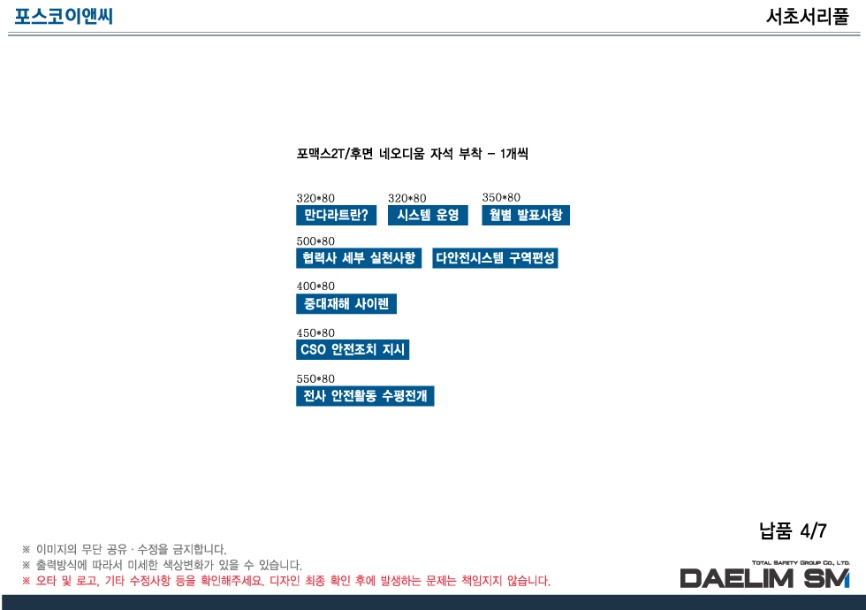 포스코이앤씨
서초서리풀
포맥스2T/후면 네오디움 자석 부착 - 1개씩
320*80 320*80 350*80
만다라트란? 시스템 운영 월별 발표사항
500*80
협력사 세부 실천사항 다안전시스템 구역편성
400*80
중대재해 사이렌
450*80
CSO 안전조치 지시
550*80
전사 안전활동 수평전개
납품 4/7
※ 이미지의 무단 공유·수정을 금지합니다.
※ 출력방식에 따라서 미세한 색상변화가 있을 수 있습니다.
※ 오타 및 로고, 기타 수정사항 등을 확인해주세요. 디자인 최종 확인 후에 발생하는 문제는 책임지지 않습니다.
TOTAL SAFETY GROUP CO., LTD.
DAELIM SM